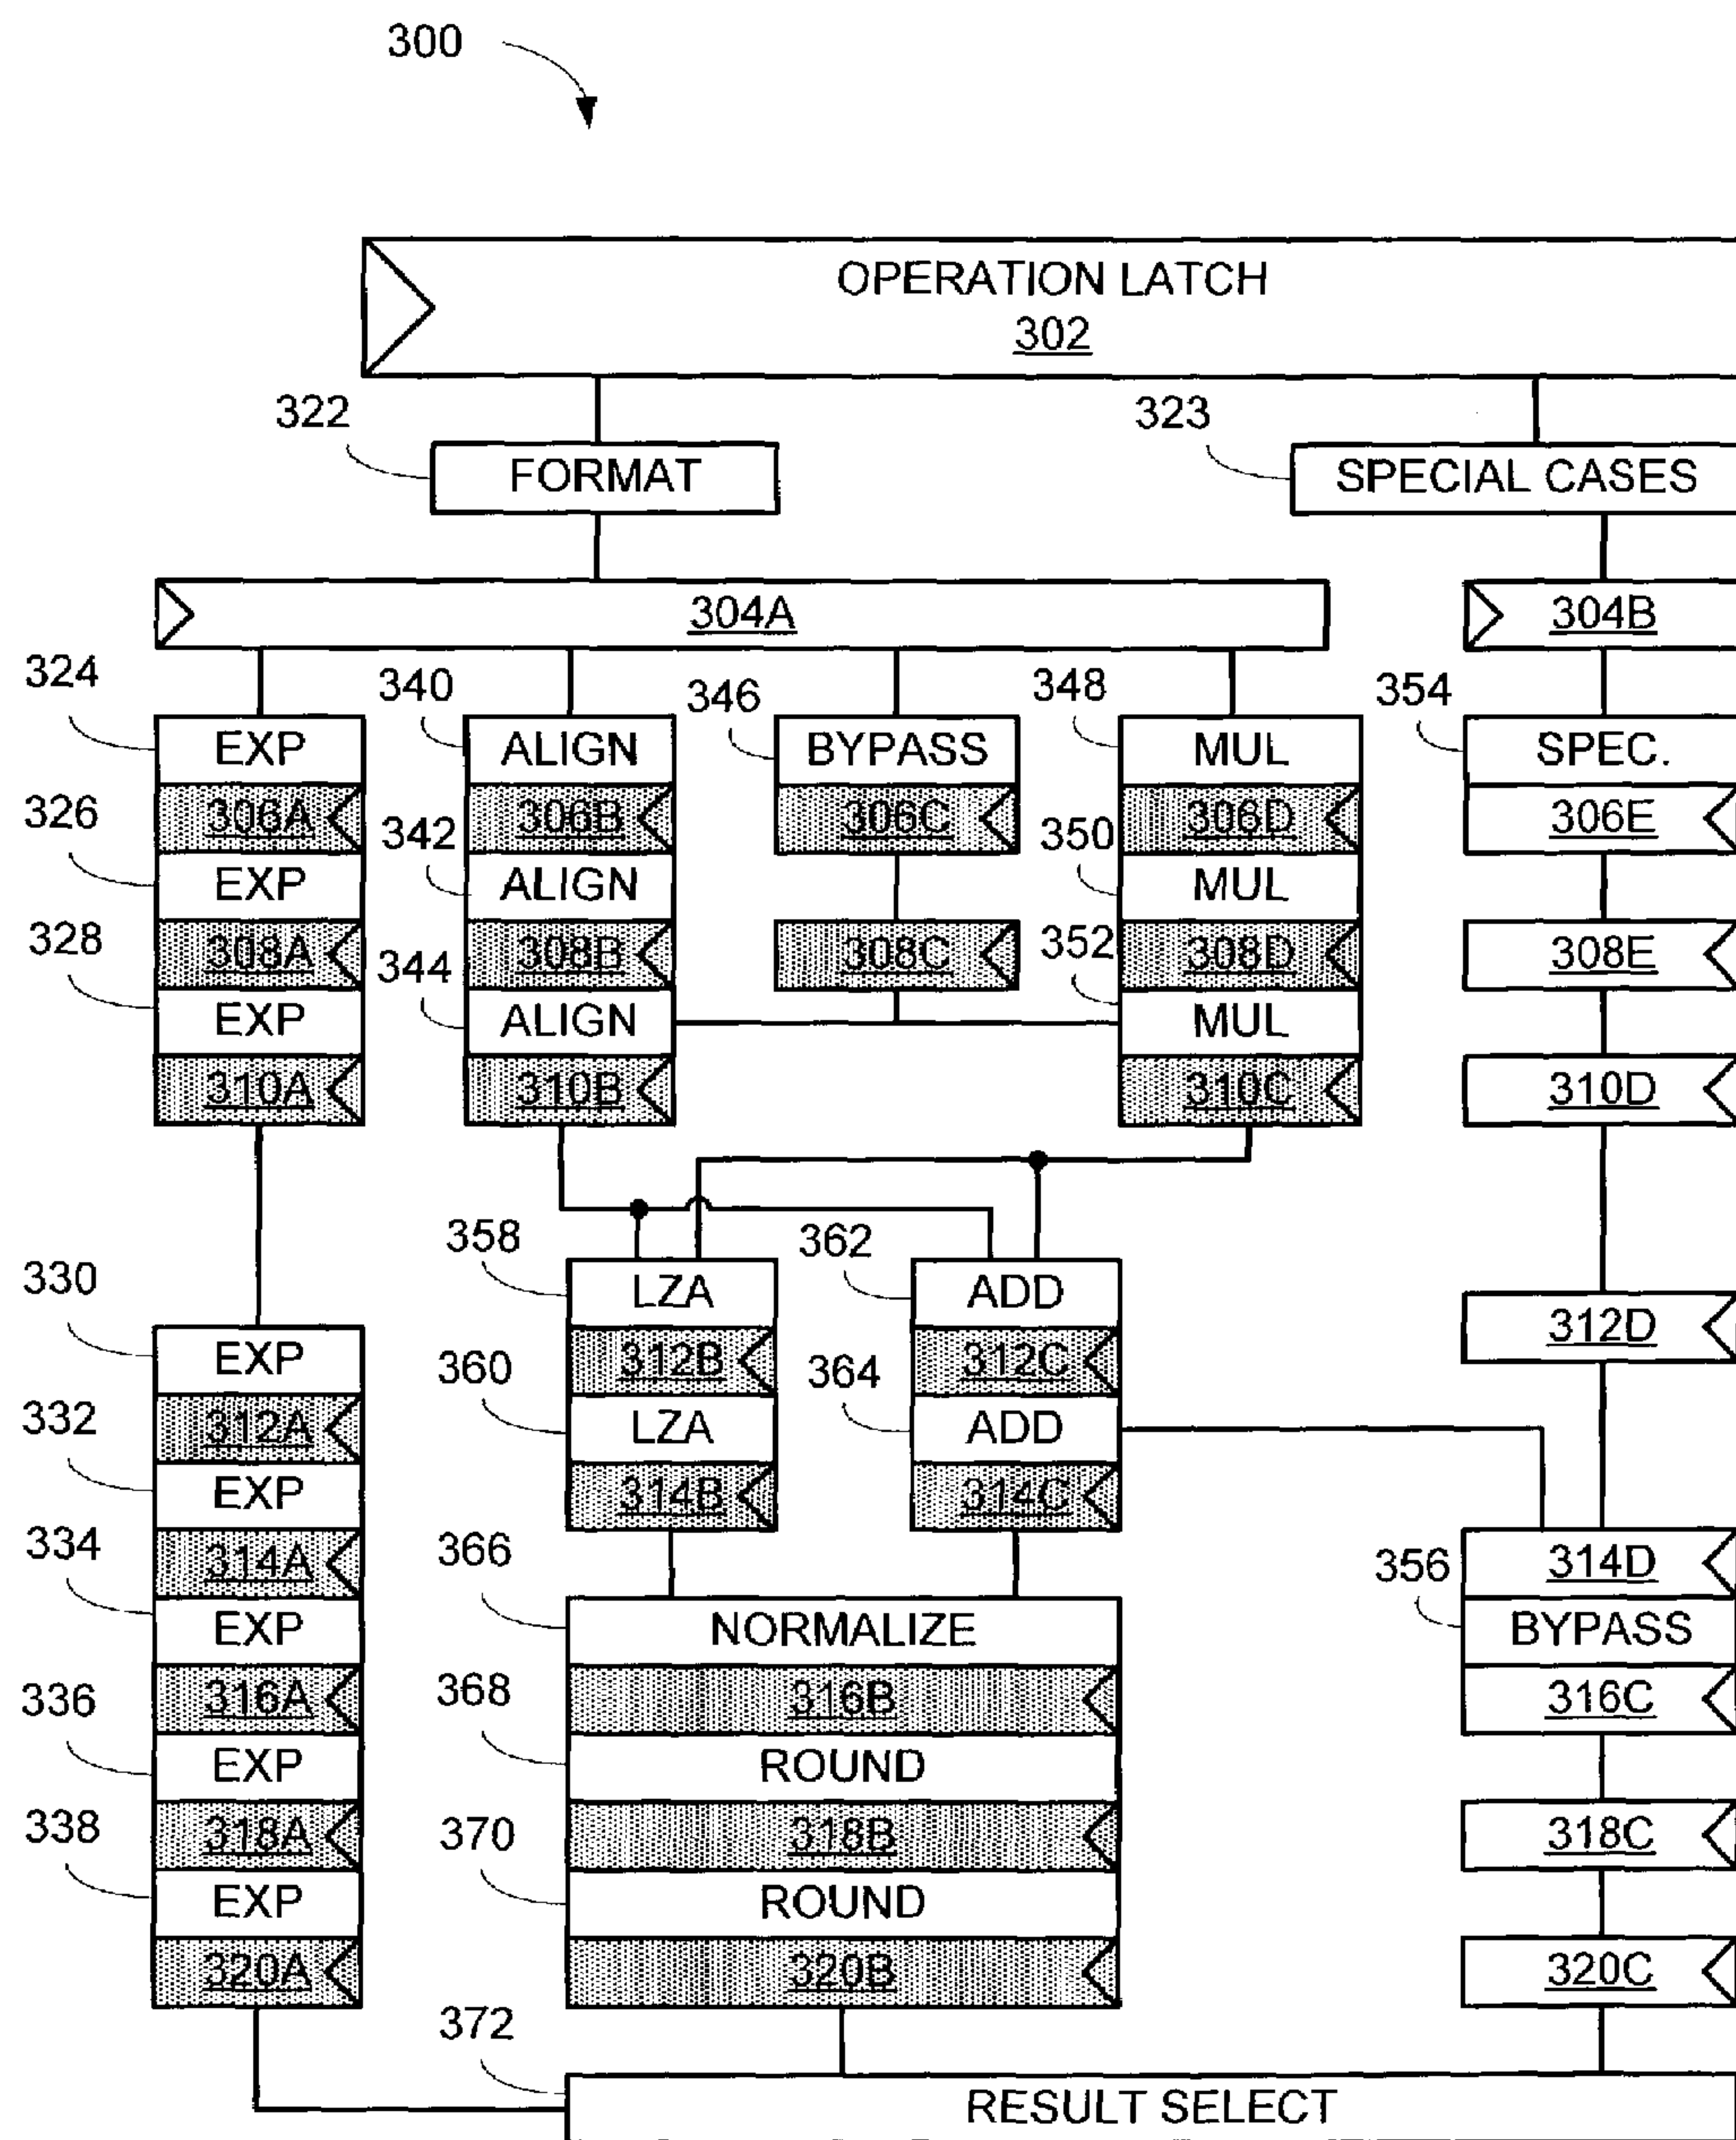 300
OPERATION LATCH
302
322
323
FORMAT
SPECIAL CASES
304A
304B
324
340
346
348
354
EXP
ALIGN
BYPASS
MUL
SPEC.
306A
306B
306C
306D
306E
326
342
350
EXP
ALIGN
MUL
308A
308B
308C
308D
308E
328
344
352
EXP
ALIGN
MUL
310A
310B
310C
310D
358
362
LZA
ADD
330
312B
312C
312D
EXP
360
364
312A
LZA
ADD
332
314B
314C
EXP
334
314A
366
356
314D
EXP
NORMALIZE
BYPASS
316A
316B
316C
336
368
EXP
ROUND
318A
318B
318C
338
370
EXP
ROUND
320A
320B
320C
372
RESULT SELECT